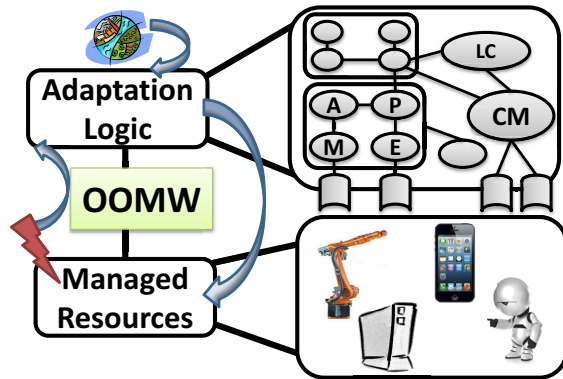 Adaptation
Logic
OOMW
Managed
Resources
LC
A
P
CM
M
E